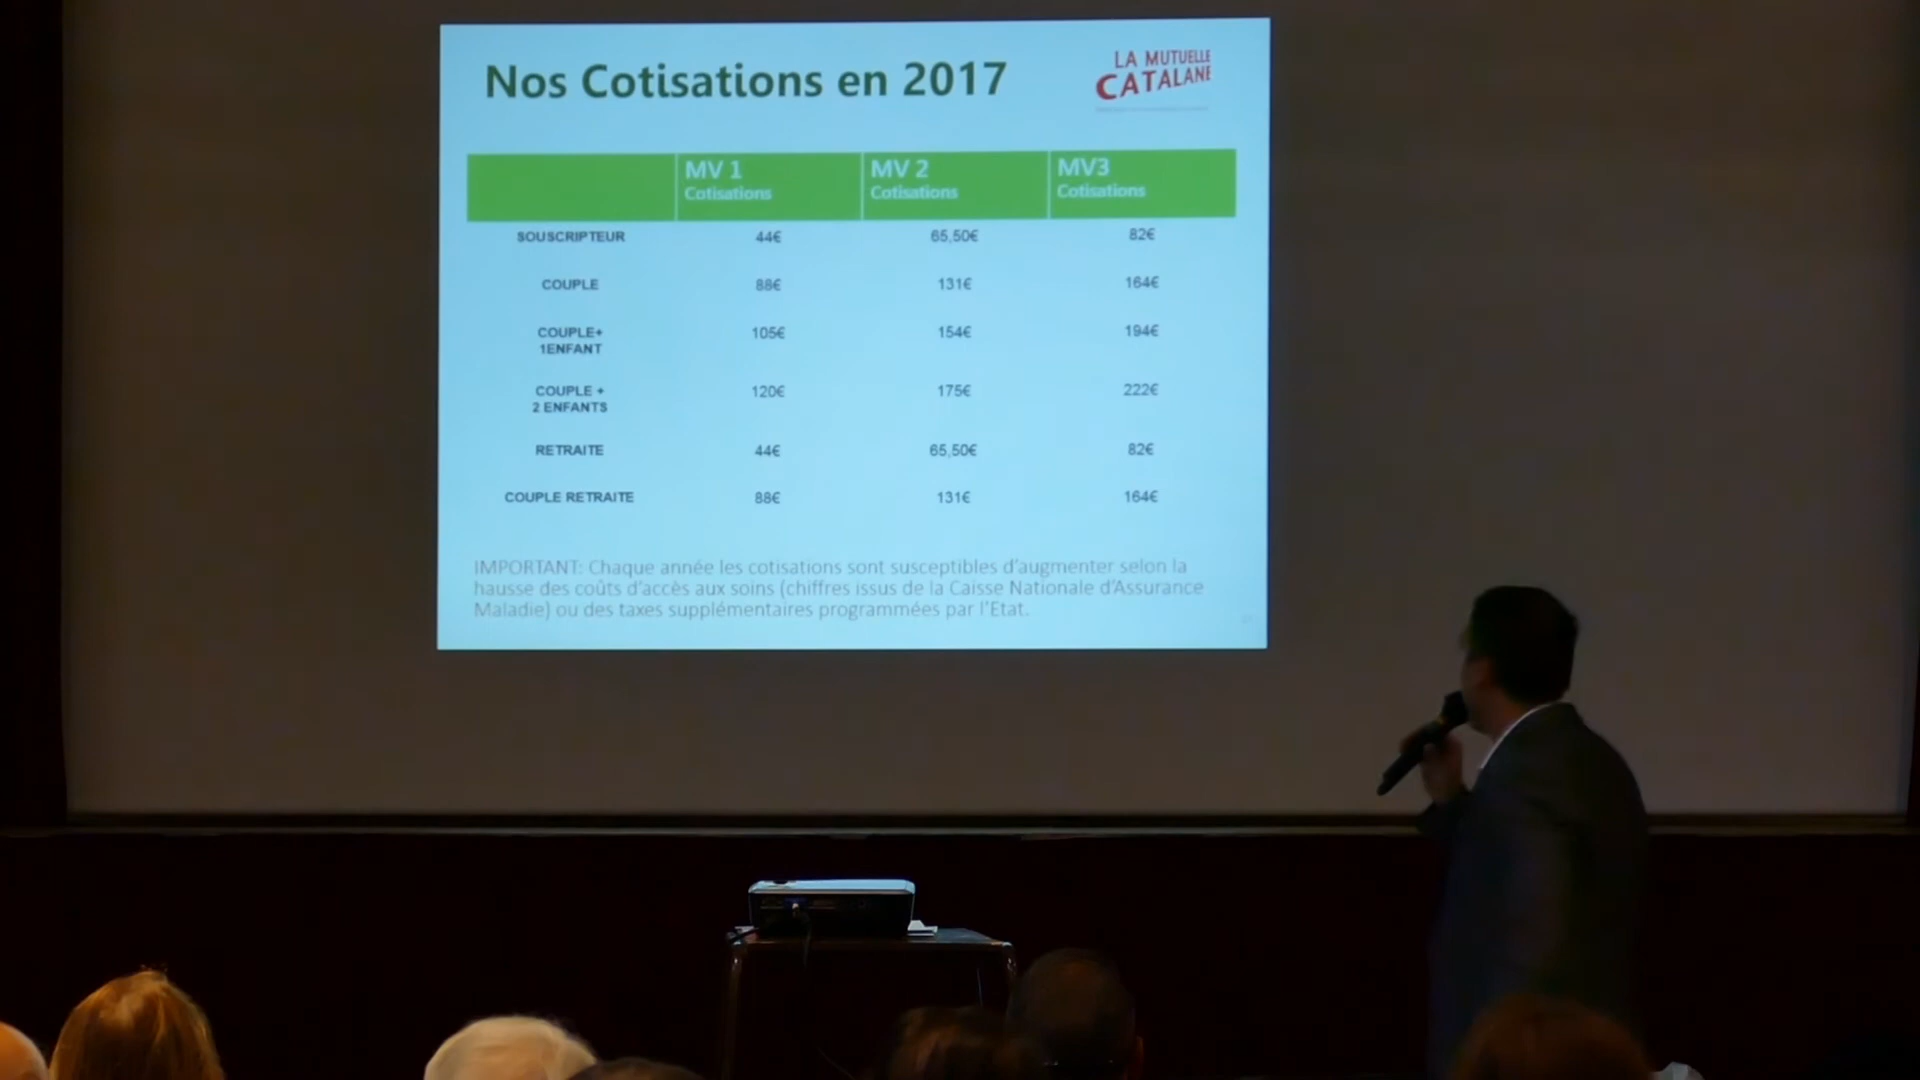 Nos Cotisations en 2017
LA MUTUELLE
CATALANE
MV 1 MV 2 MV3
Cotisations Cotisations Cotisations
SOUSCRIPTEUR 44€ 65,50€ 82€
COUPLE 88€ 131€ 164€
COUPLE+ 105€ 154€ 194€
1ENFANT
COUPLE + 120€ 175€ 222€
2 ENFANTS
RETRAITE 44€ 65,50€ 82€
COUPLE RETRAITE 88€ 131€ 164€
IMPORTANT: Chaque année les cotisations sont susceptibles d'augmenter selon la
hausse des coûts d'accès aux soins (chiffres issus de la Caisse Nationale d'Assurance
Maladie) ou des taxes supplémentaires programmées par l'Etat.